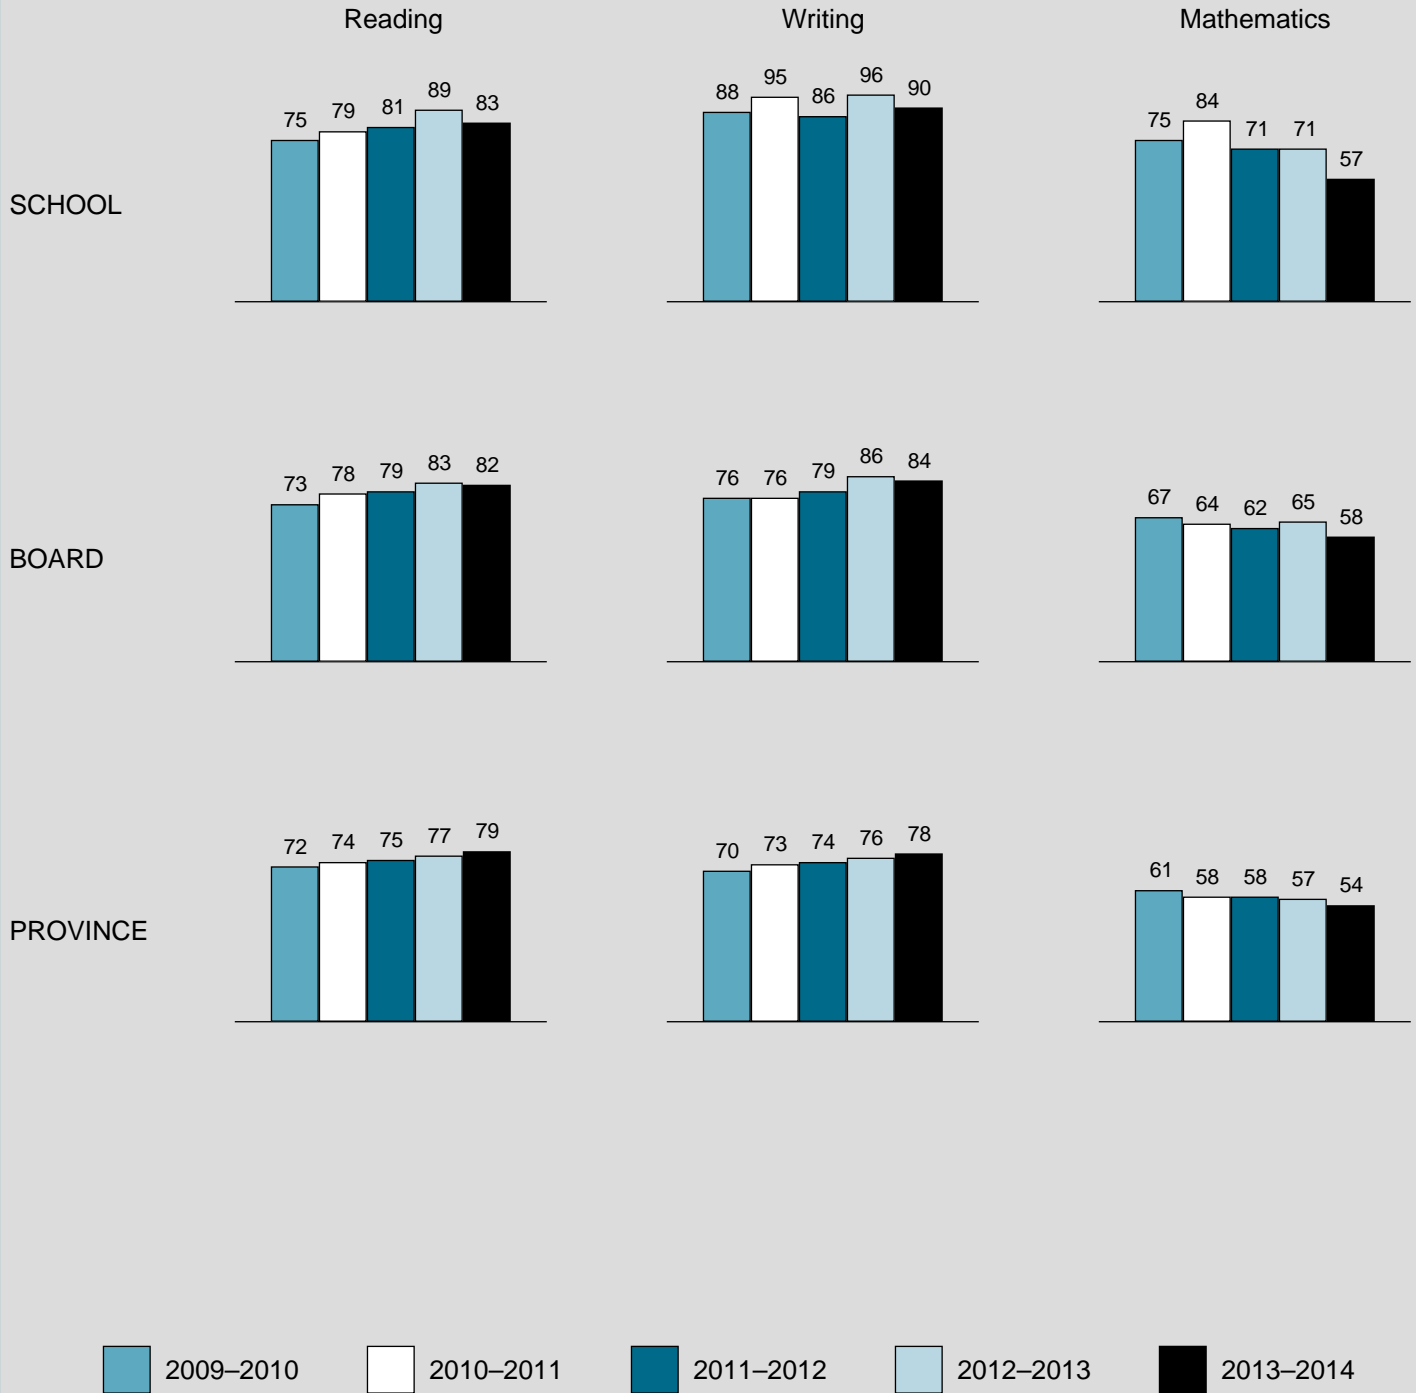 Reading Writing Mathematics
SCHOOL
75 79 81 89 83
88 95 86 96 90
75 84 71 71 57
BOARD
73 78 79 83 82
76 76 79 86 84
67 64 62 65 58
PROVINCE
72 74 75 77 79
70 73 74 76 78
61 58 58 57 54
2009–2010 2010–2011 2011–2012 2012–2013 2013–2014